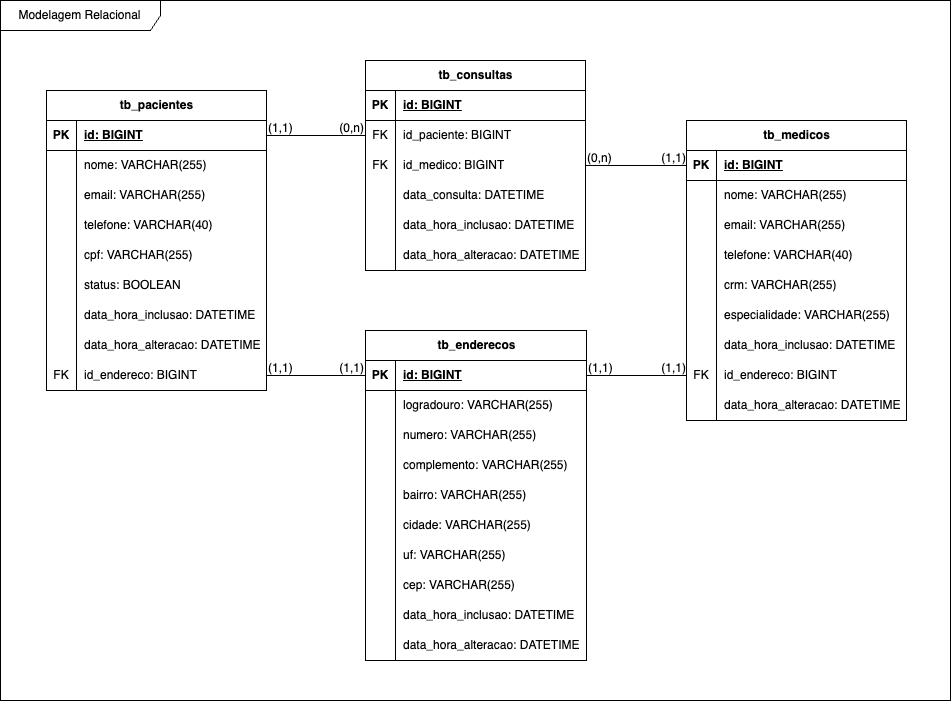 Modelagem Relacional
tb_pacientes
PK id: BIGINT
nome: VARCHAR(255)
email: VARCHAR(255)
telefone: VARCHAR(40)
cpf: VARCHAR(255)
status: BOOLEAN
data_hora_inclusao: DATETIME
data_hora_alteracao: DATETIME
FK id_endereco: BIGINT
(1,1) (0,n)
tb_consultas
PK id: BIGINT
FK id_paciente: BIGINT
FK id_medico: BIGINT
data_consulta: DATETIME
data_hora_inclusao: DATETIME
data_hora_alteracao: DATETIME
(0,n) (1,1)
tb_medicos
PK id: BIGINT
nome: VARCHAR(255)
email: VARCHAR(255)
telefone: VARCHAR(40)
crm: VARCHAR(255)
especialidade: VARCHAR(255)
data_hora_inclusao: DATETIME
FK id_endereco: BIGINT
data_hora_alteracao: DATETIME
(1,1) (1,1)
tb_enderecos
PK id: BIGINT
logradouro: VARCHAR(255)
numero: VARCHAR(255)
complemento: VARCHAR(255)
bairro: VARCHAR(255)
cidade: VARCHAR(255)
uf: VARCHAR(255)
cep: VARCHAR(255)
data_hora_inclusao: DATETIME
data_hora_alteracao: DATETIME
(1,1) (1,1)